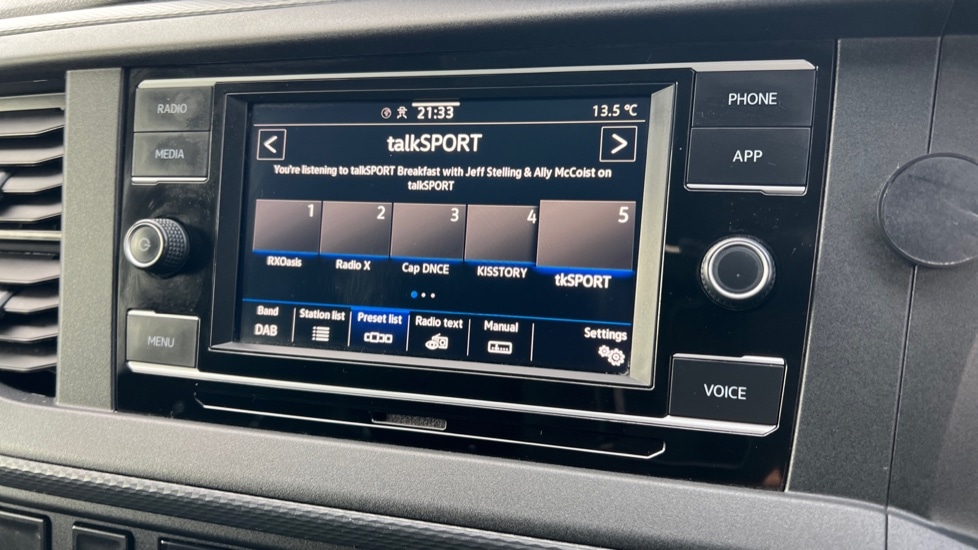 RADIO
MEDIA
MENU
21:33
13.5 °C
<
talkSPORT
>
You're listening to talkSPORT Breakfast with Jeff Stelling & Ally McCoist on
talkSPORT
1
2
3
4
5
RXOasis
Radio X
Cap DNCE
KISSTORY
tkSPORT
Band
DAB
Station list
Preset list
Radio text
Manual
Settings
PHONE
APP
VOICE